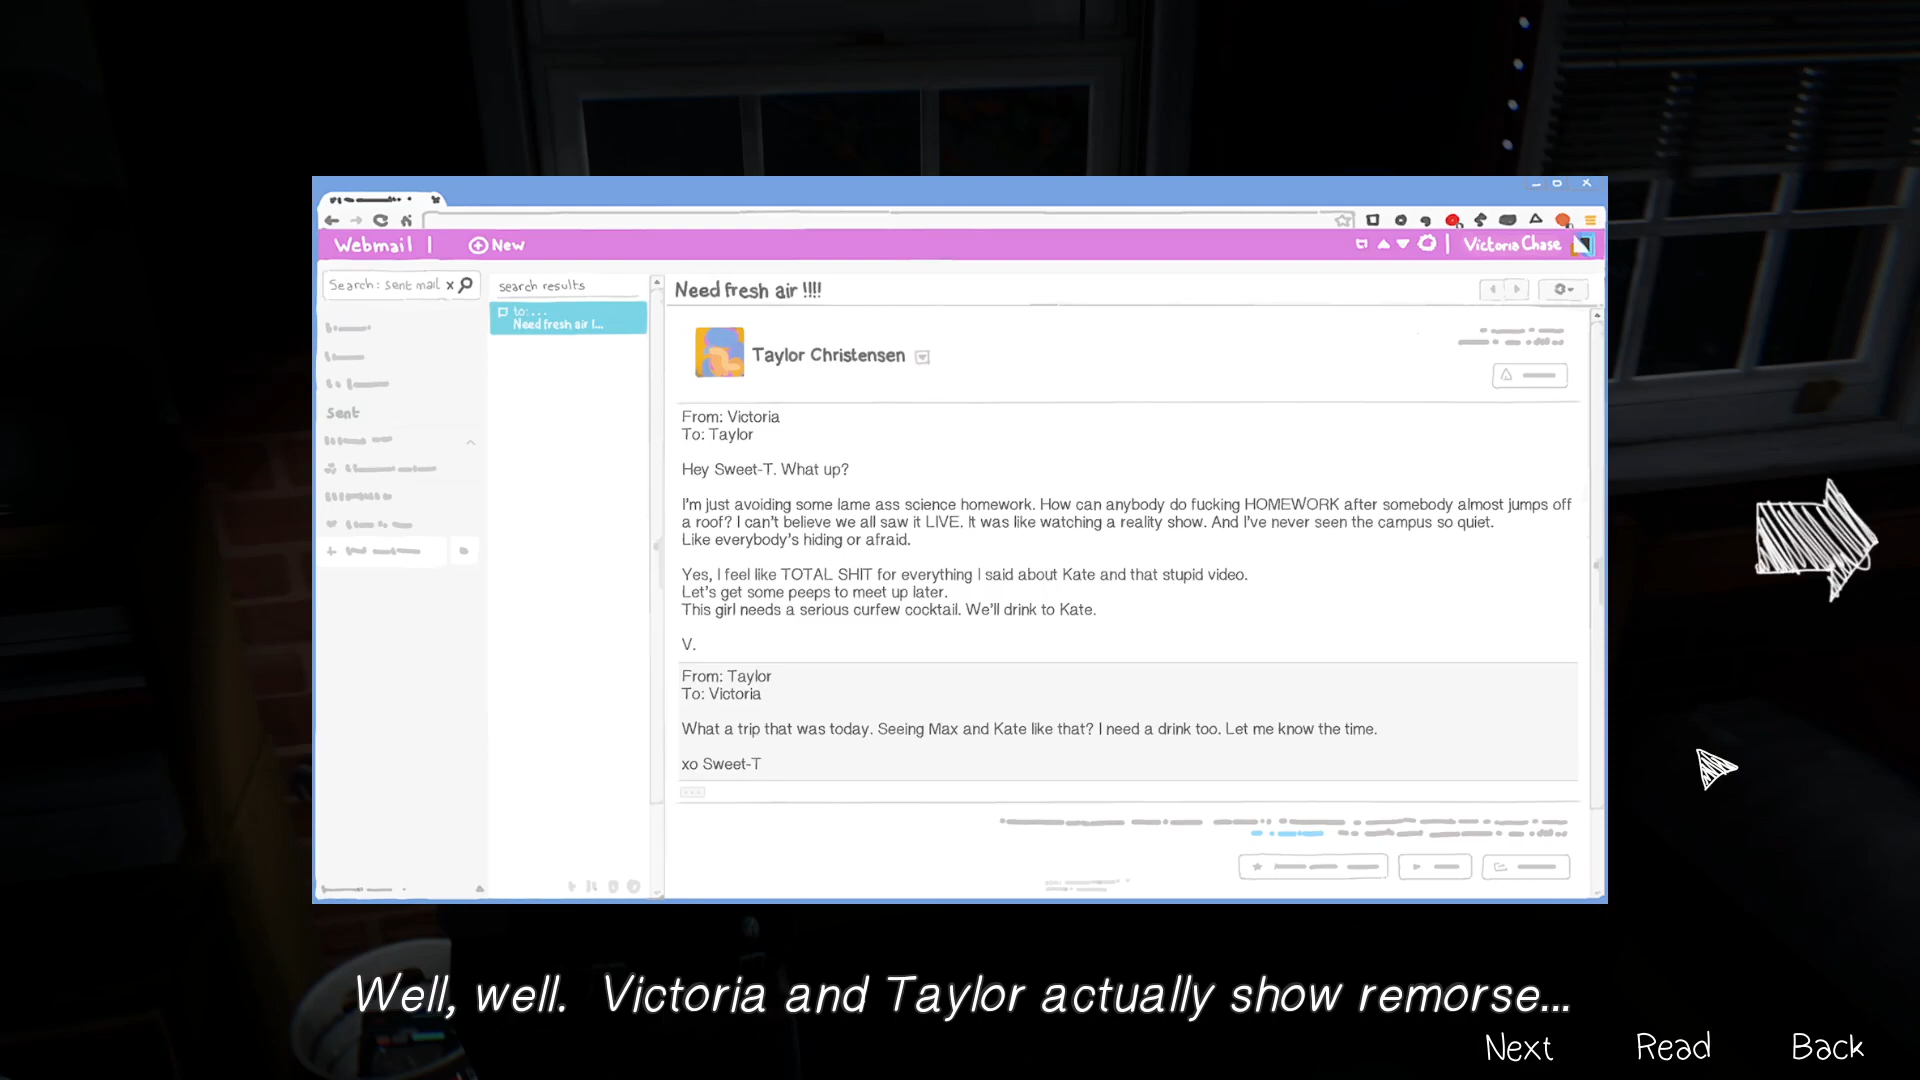 Webmail | New
Victoria Chase
Search: sent mail x
search results
to:...
Need fresh air !...
Sent
Need fresh air !!!!
Taylor Christensen
From: Victoria
To: Taylor
Hey Sweet-T. What up?
I'm just avoiding some lame ass science homework. How can anybody do fucking HOMEWORK after somebody almost jumps off
a roof? I can't believe we all saw it LIVE. It was like watching a reality show. And I've never seen the campus so quiet.
Like everybody's hiding or afraid.
Yes, I feel like TOTAL SHIT for everything I said about Kate and that stupid video.
Let's get some peeps to meet up later.
This girl needs a serious curfew cocktail. We'll drink to Kate.
V.
From: Taylor
To: Victoria
What a trip that was today. Seeing Max and Kate like that? I need a drink too. Let me know the time.
xo Sweet-T
Well, well. Victoria and Taylor actually show remorse...
Next
Read
Back